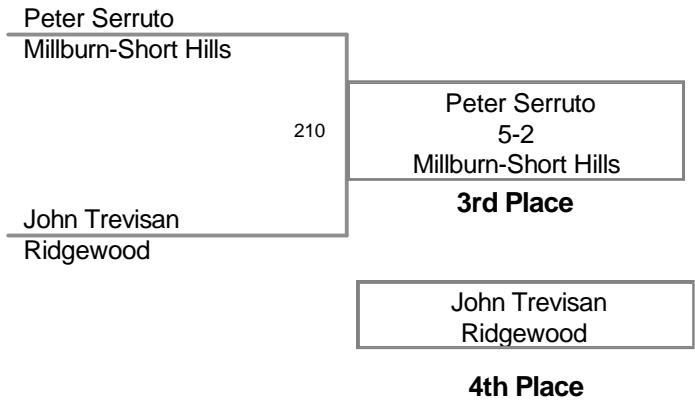 Peter Serruto
Millburn-Short Hills
210
Peter Serruto
5-2
Millburn-Short Hills
3rd Place
John Trevisan
Ridgewood
John Trevisan
Ridgewood
4th Place